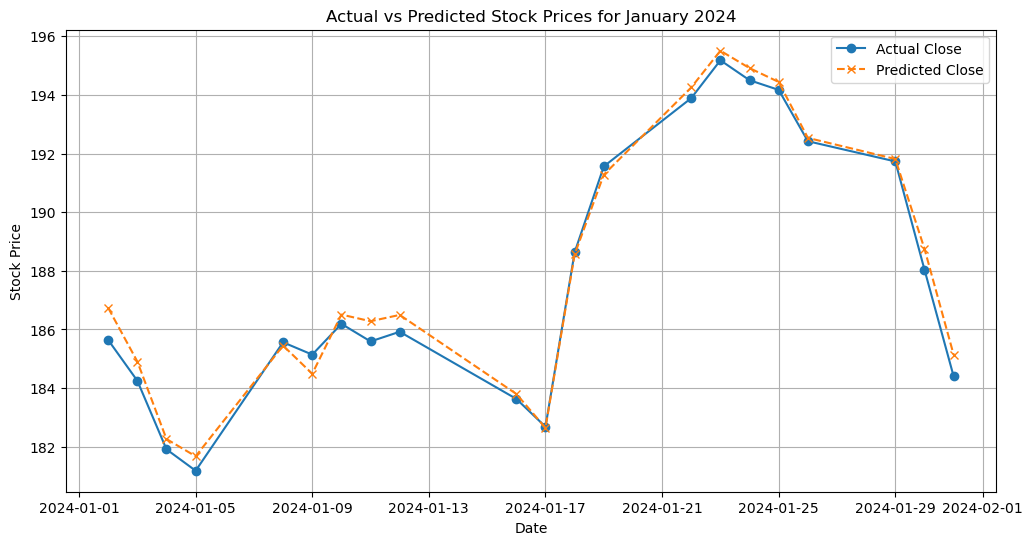 Actual vs Predicted Stock Prices for January 2024
Actual Close
Predicted Close
Stock Price
196
194
192
190
188
186
184
182
2024-01-01 2024-01-05 2024-01-09 2024-01-13 2024-01-17 2024-01-21 2024-01-25 2024-01-29 2024-02-01
Date